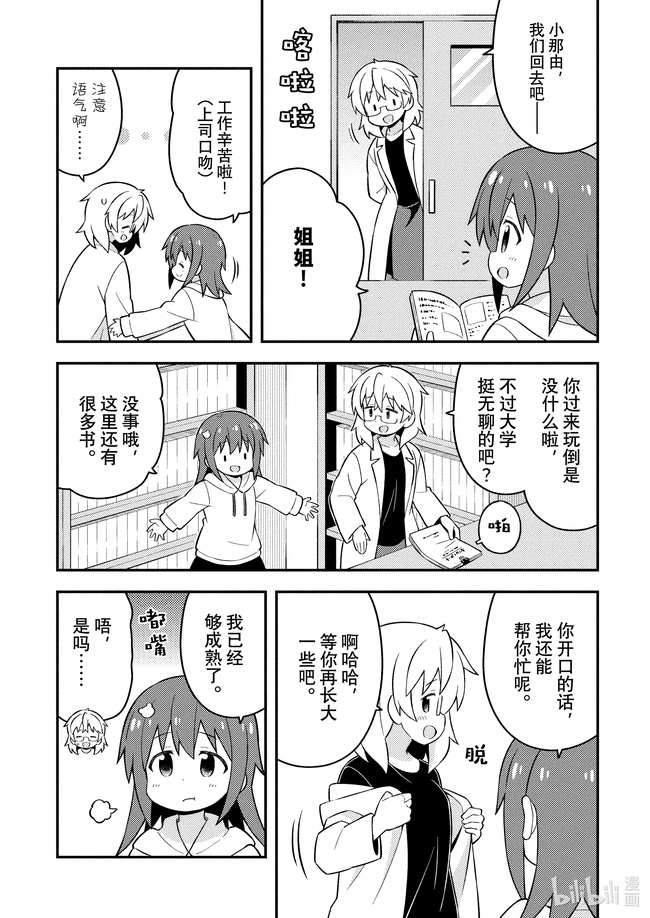 小那由，
我们回去吧——
喀啦啦
姐姐！
工作辛苦啦！
（上司口吻）
注意
语气啊……
你过来玩倒是
没什么啦，
不过大学
挺无聊的吧？
啪
没事哦，
这里还有
很多书。
你开口的话，
我还能
帮你忙呢。
脱
啊哈哈，
等你再长大
一些吧。
我已经
够成熟了。
嘟嘴
唔，
是吗……
bilibili
漫画